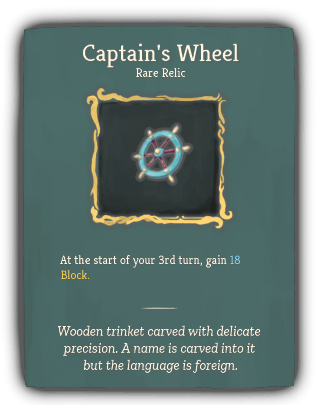 Captain's Wheel
Rare Relic
At the start of your 3rd turn, gain 18
Block.
Wooden trinket carved with delicate
precision. A name is carved into it
but the language is foreign.